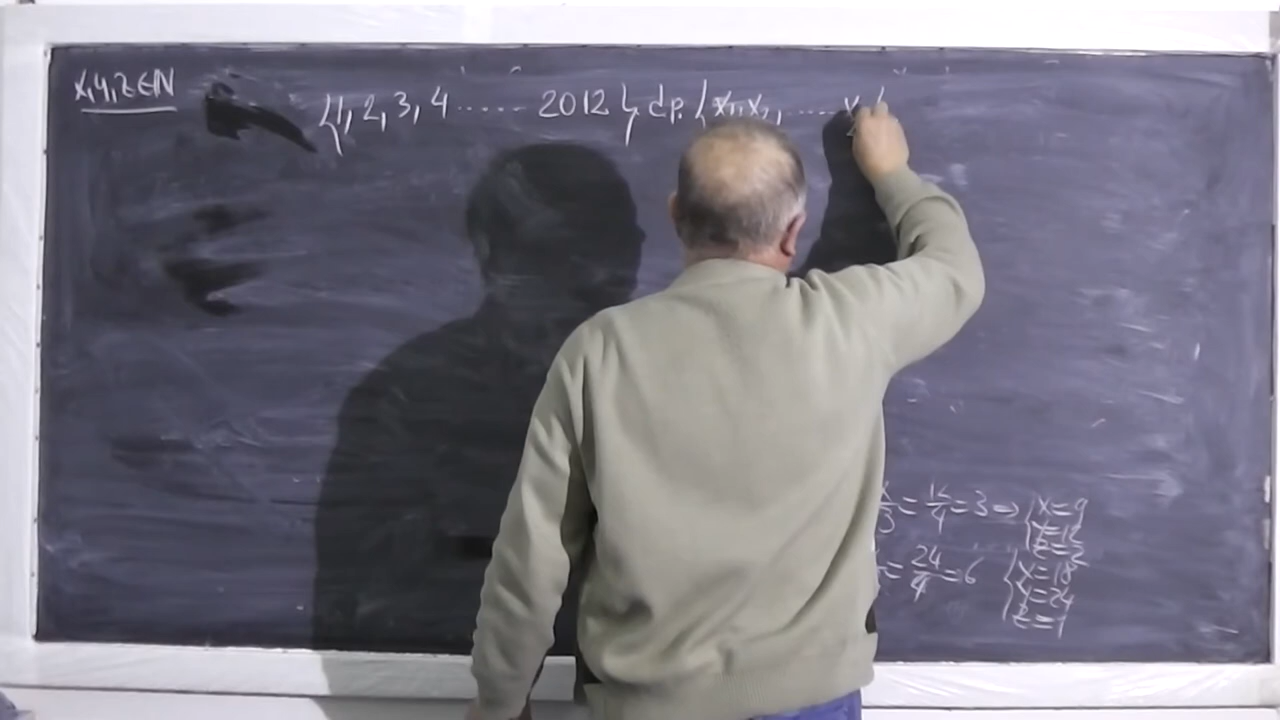 x,y,z ∈ ℕ
{1, 2, 3, 4 ...... 2012} dp. {x₁, x₂, ......
= 12/4 = 3 ⇒ {x=9
y=12
z=2
= 24/4 = 6 {x=18
y=24
z=1